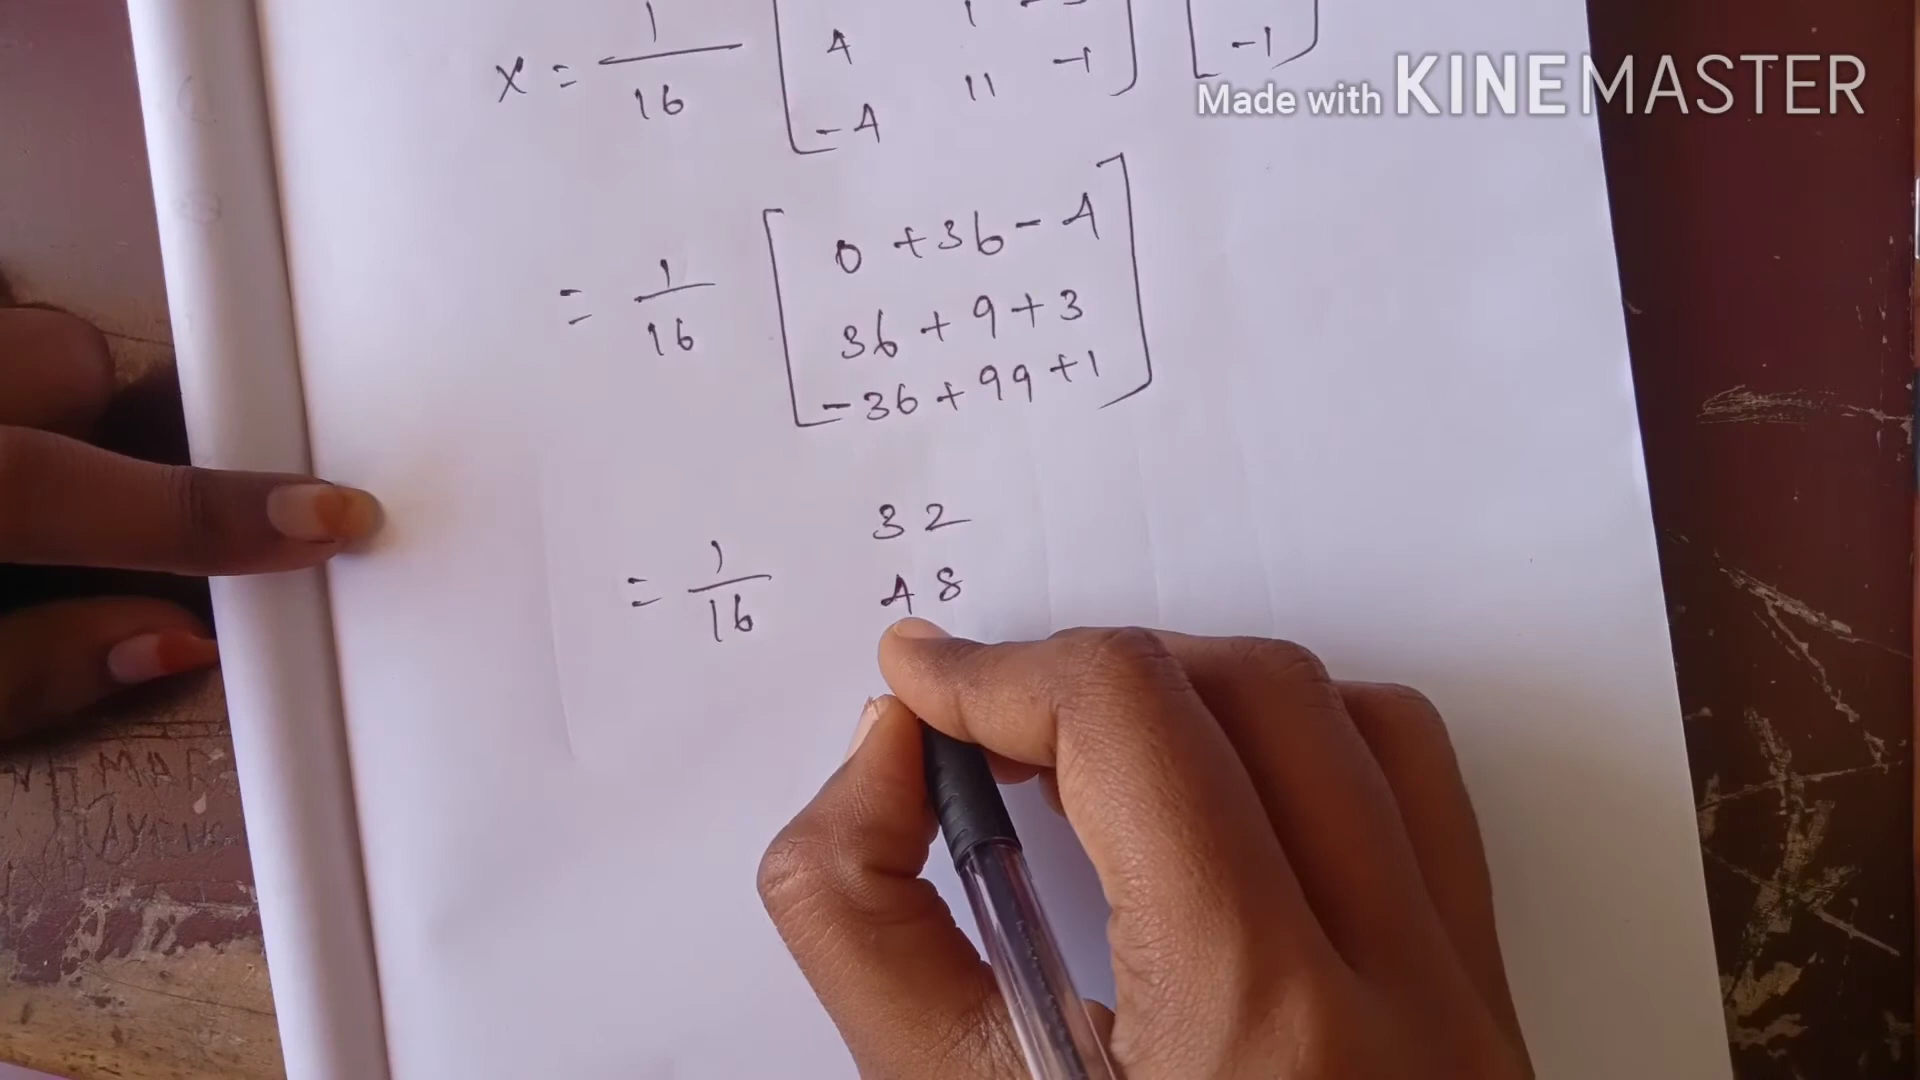 Made with KINEMASTER
X = 1/16 [ 4 1
11 -1
-4 ] [ -1 ]
= 1/16 [ 0 + 36 - 4
36 + 9 + 3
-36 + 99 + 1 ]
= 1/16 32
48